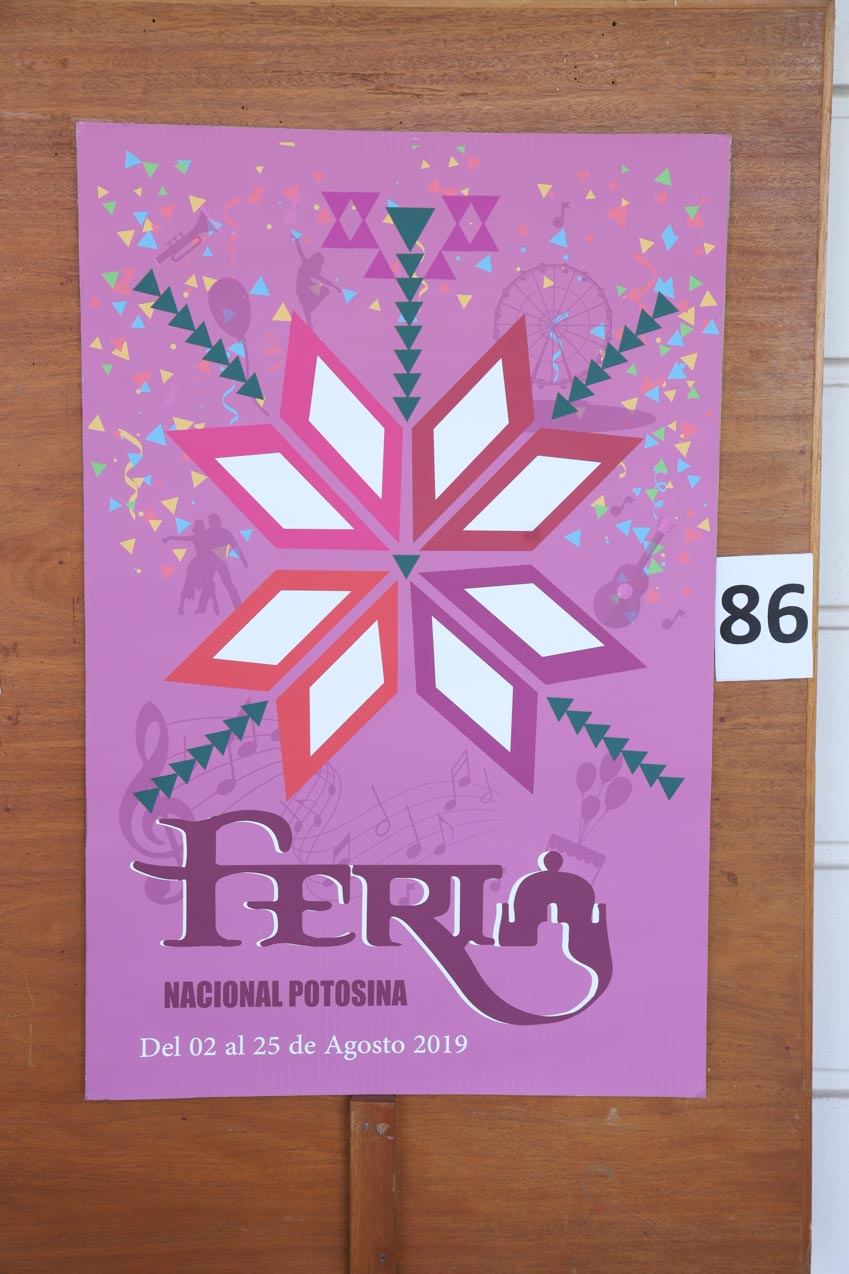 86
FERIA
NACIONAL POTOSINA
Del 02 al 25 de Agosto 2019